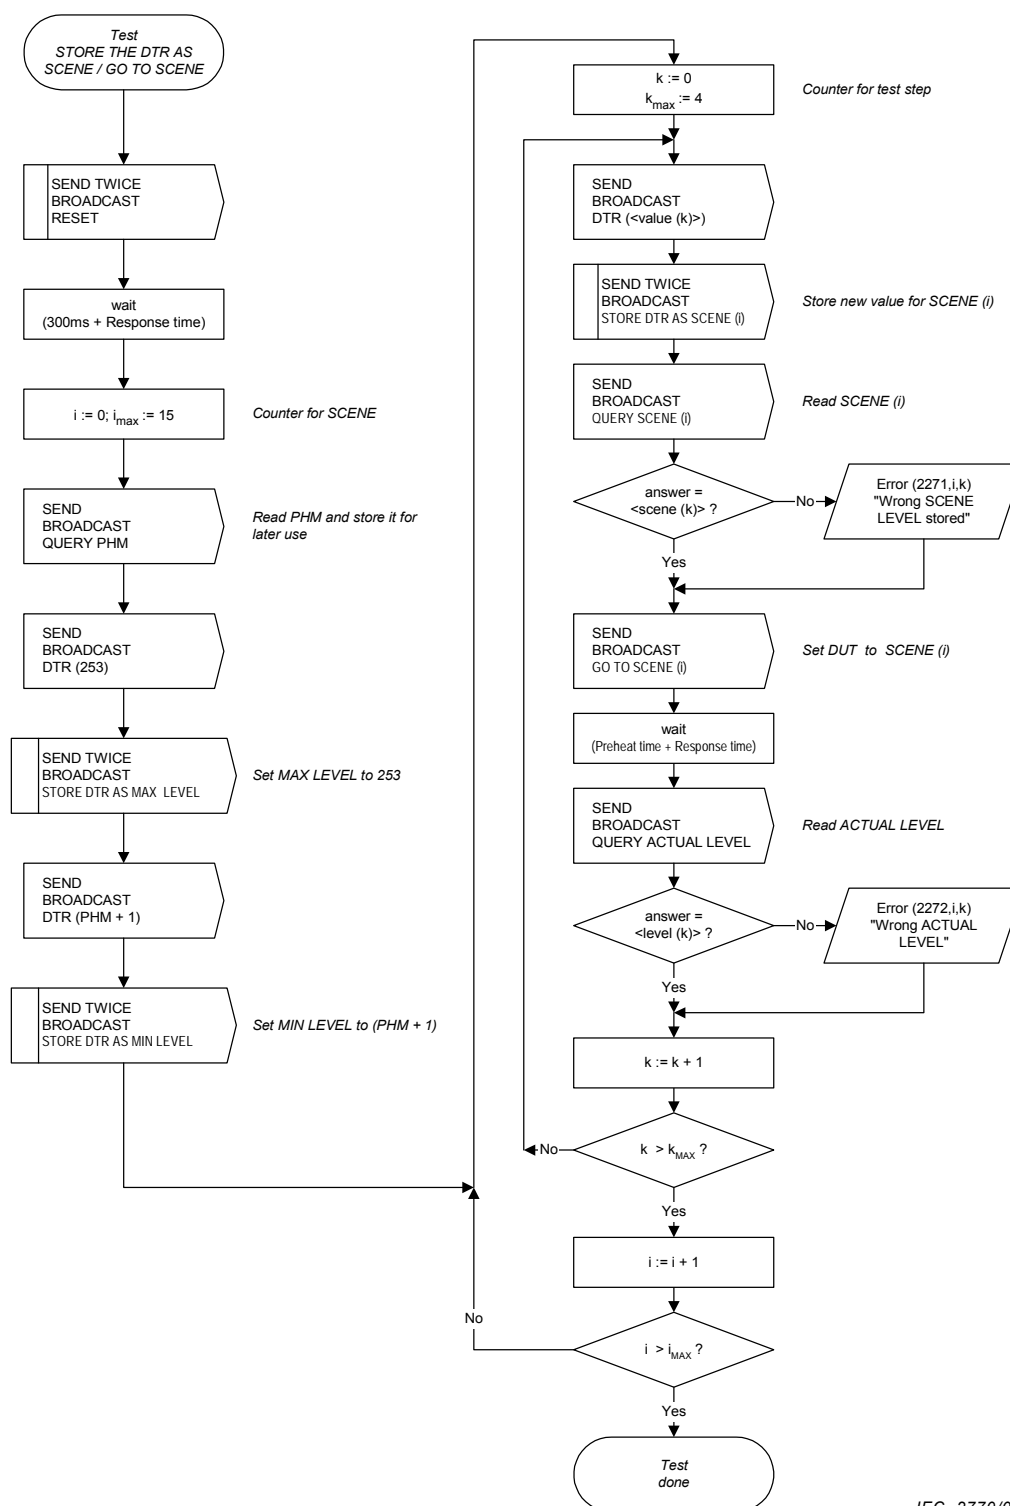 Test
STORE THE DTR AS
SCENE / GO TO SCENE
SEND TWICE
BROADCAST
RESET
wait
(300ms + Response time)
i := 0; imax := 15
Counter for SCENE
SEND
BROADCAST
QUERY PHM
Read PHM and store it for
later use
SEND
BROADCAST
DTR (253)
SEND TWICE
BROADCAST
STORE DTR AS MAX LEVEL
Set MAX LEVEL to 253
SEND
BROADCAST
DTR (PHM + 1)
SEND TWICE
BROADCAST
STORE DTR AS MIN LEVEL
Set MIN LEVEL to (PHM + 1)
k := 0
kmax := 4
Counter for test step
SEND
BROADCAST
DTR (<value (k)>)
SEND TWICE
BROADCAST
STORE DTR AS SCENE (i)
Store new value for SCENE (i)
SEND
BROADCAST
QUERY SCENE (i)
Read SCENE (i)
answer =
<scene (k)> ?
No
Error (2271,i,k)
"Wrong SCENE
LEVEL stored"
Yes
SEND
BROADCAST
GO TO SCENE (i)
Set DUT to SCENE (i)
wait
(Preheat time + Response time)
SEND
BROADCAST
QUERY ACTUAL LEVEL
Read ACTUAL LEVEL
answer =
<level (k)> ?
No
Error (2272,i,k)
"Wrong ACTUAL
LEVEL"
Yes
k := k + 1
k > kMAX ?
No
Yes
i := i + 1
i > iMAX ?
No
Yes
Test
done